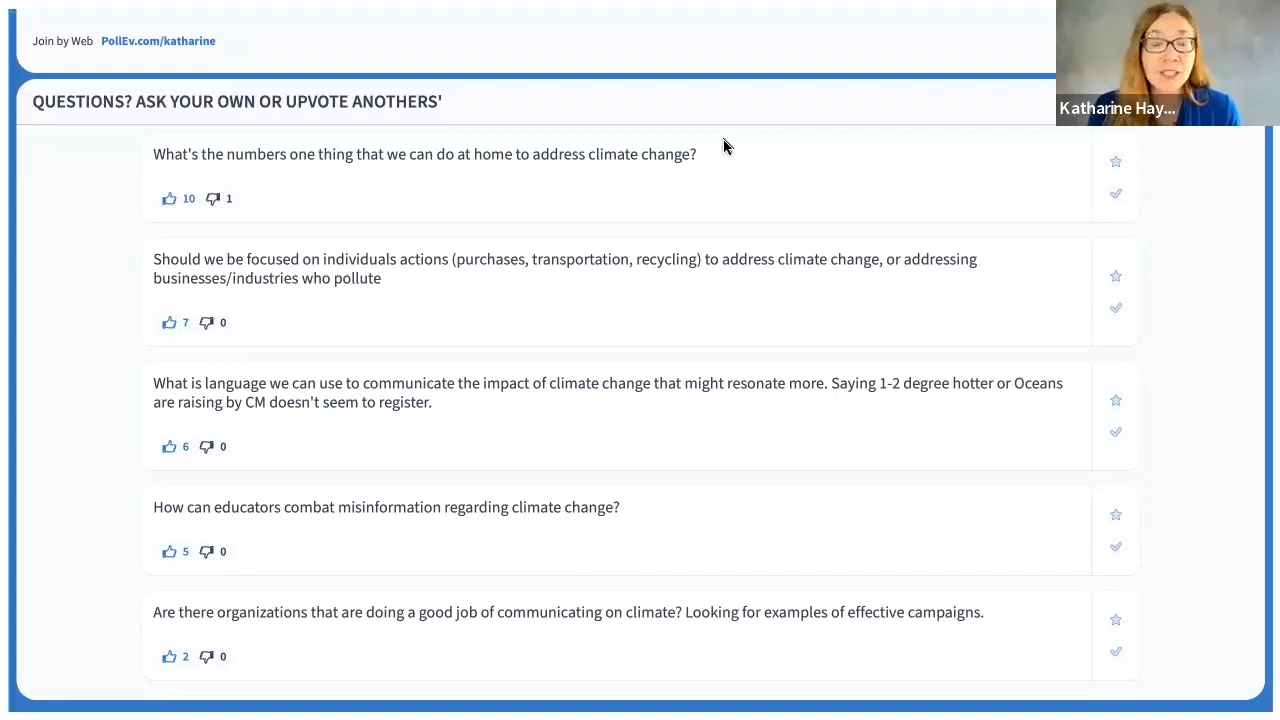 Join by Web PollEv.com/katharine
Katharine Hay...
QUESTIONS? ASK YOUR OWN OR UPVOTE ANOTHERS'
What's the numbers one thing that we can do at home to address climate change?
10 1
Should we be focused on individuals actions (purchases, transportation, recycling) to address climate change, or addressing
businesses/industries who pollute
7 0
What is language we can use to communicate the impact of climate change that might resonate more. Saying 1-2 degree hotter or Oceans
are raising by CM doesn't seem to register.
6 0
How can educators combat misinformation regarding climate change?
5 0
Are there organizations that are doing a good job of communicating on climate? Looking for examples of effective campaigns.
2 0